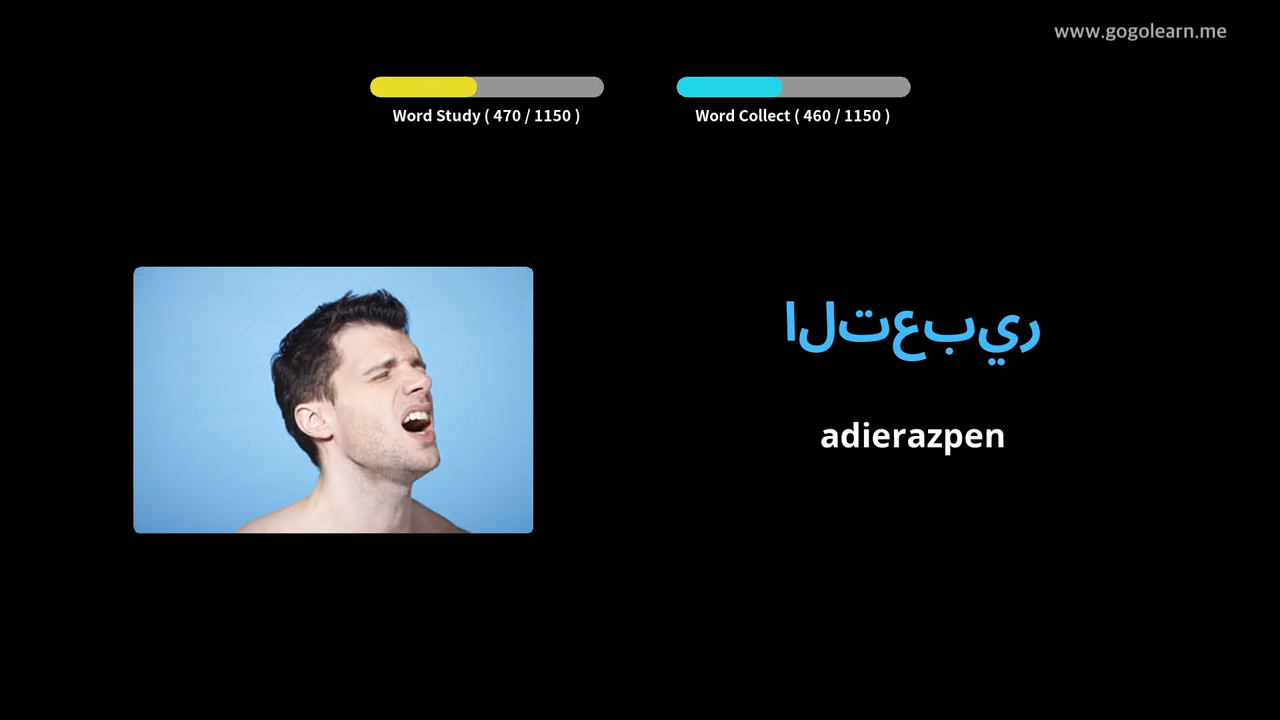 www.gogolearn.me
Word Study ( 470 / 1150 )
Word Collect ( 460 / 1150 )
التعبير
adierazpen